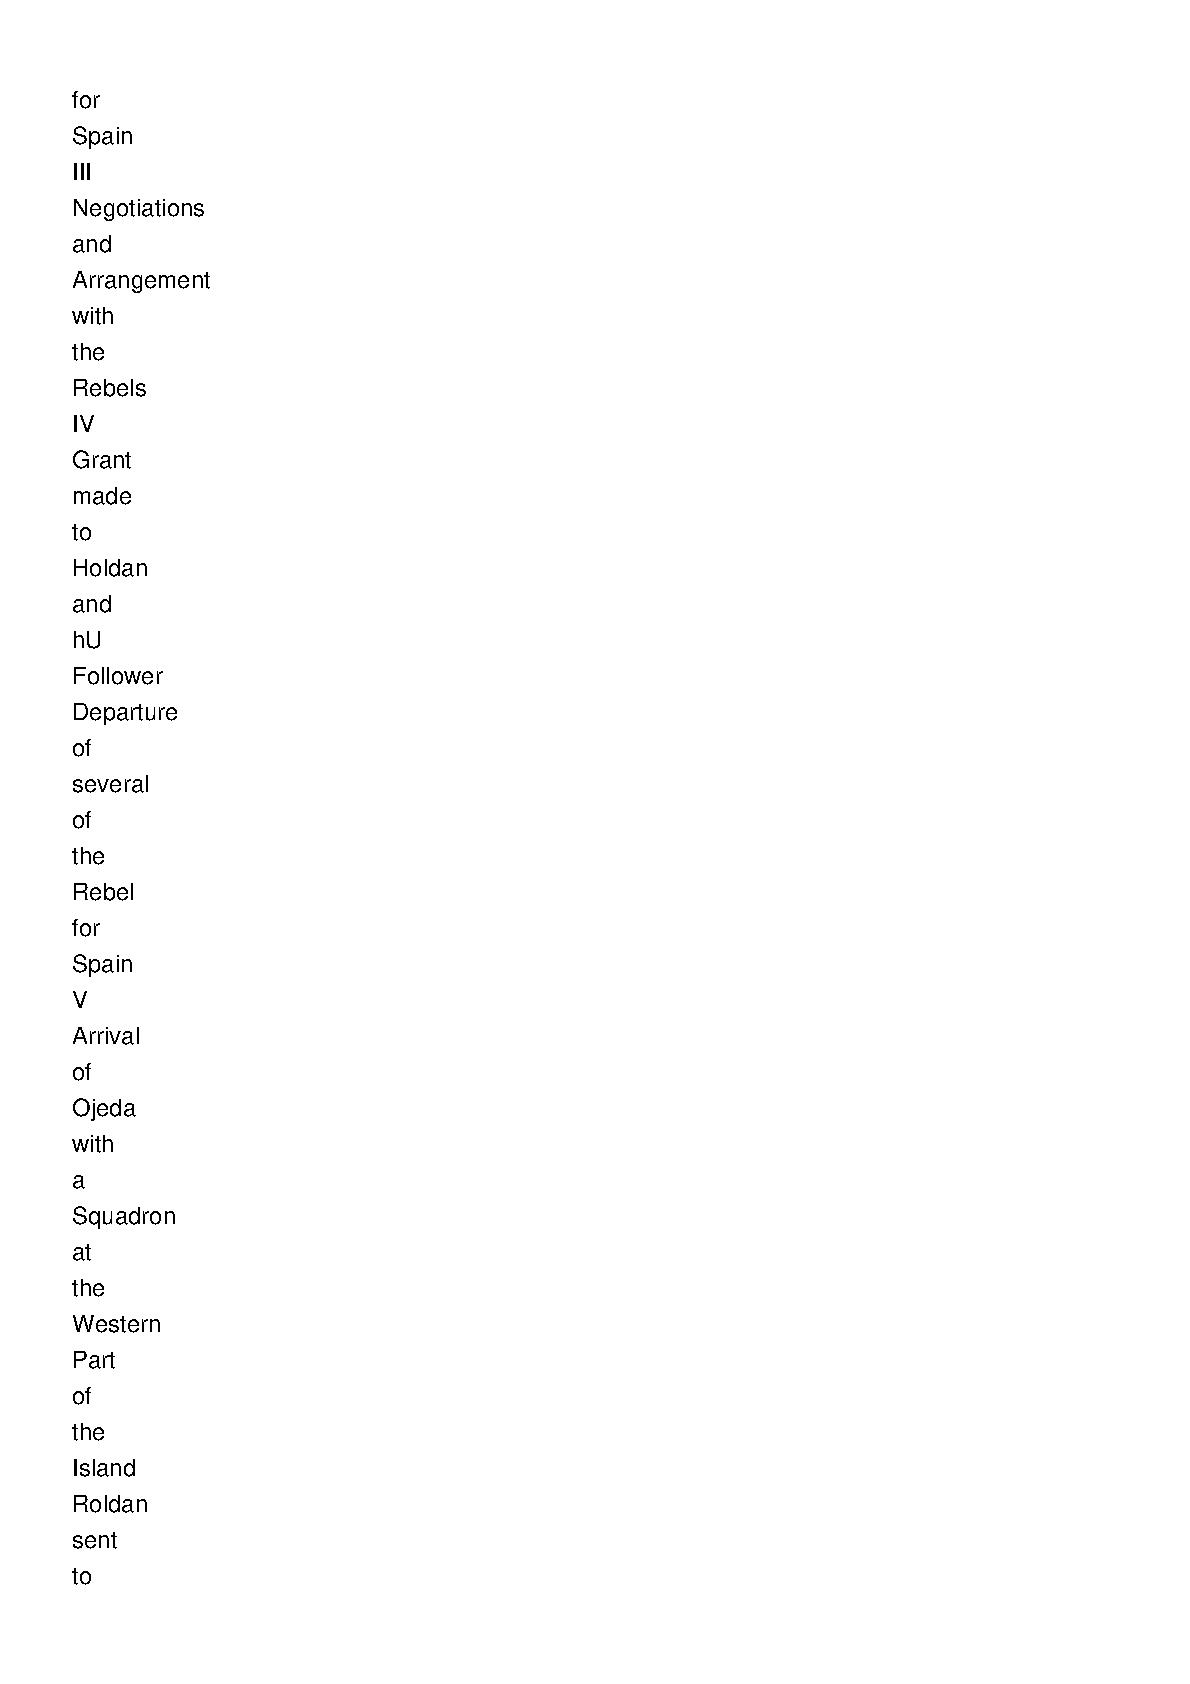 for
Spain
III
Negotiations
and
Arrangement
with
the
Rebels
IV
Grant
made
to
Holdan
and
hU
Follower
Departure
of
several
of
the
Rebel
for
Spain
V
Arrival
of
Ojeda
with
a
Squadron
at
the
Western
Part
of
the
Island
Roldan
sent
to